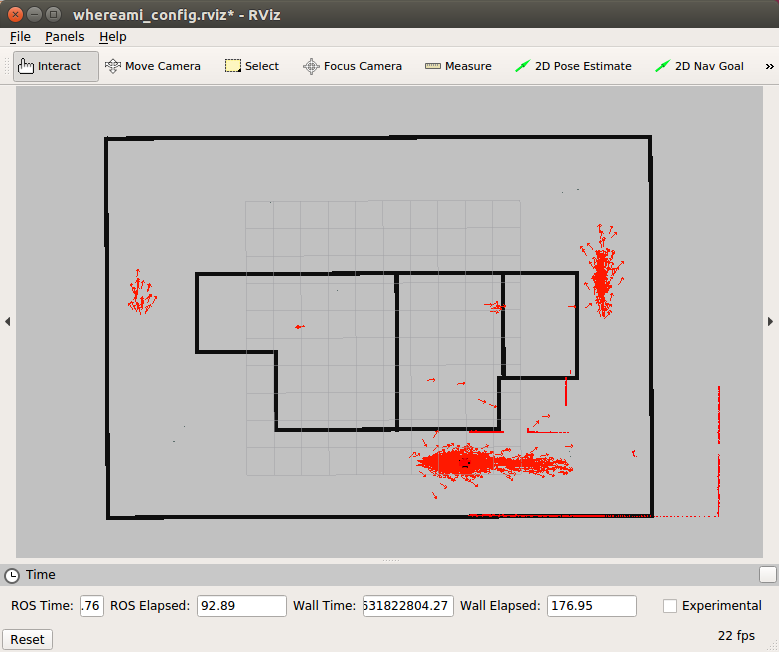 whereami_config.rviz* - RViz
File Panels Help
Interact Move Camera Select Focus Camera Measure 2D Pose Estimate 2D Nav Goal »
Time
ROS Time: .76 ROS Elapsed: 92.89 Wall Time: 531822804.27 Wall Elapsed: 176.95 Experimental
Reset 22 fps